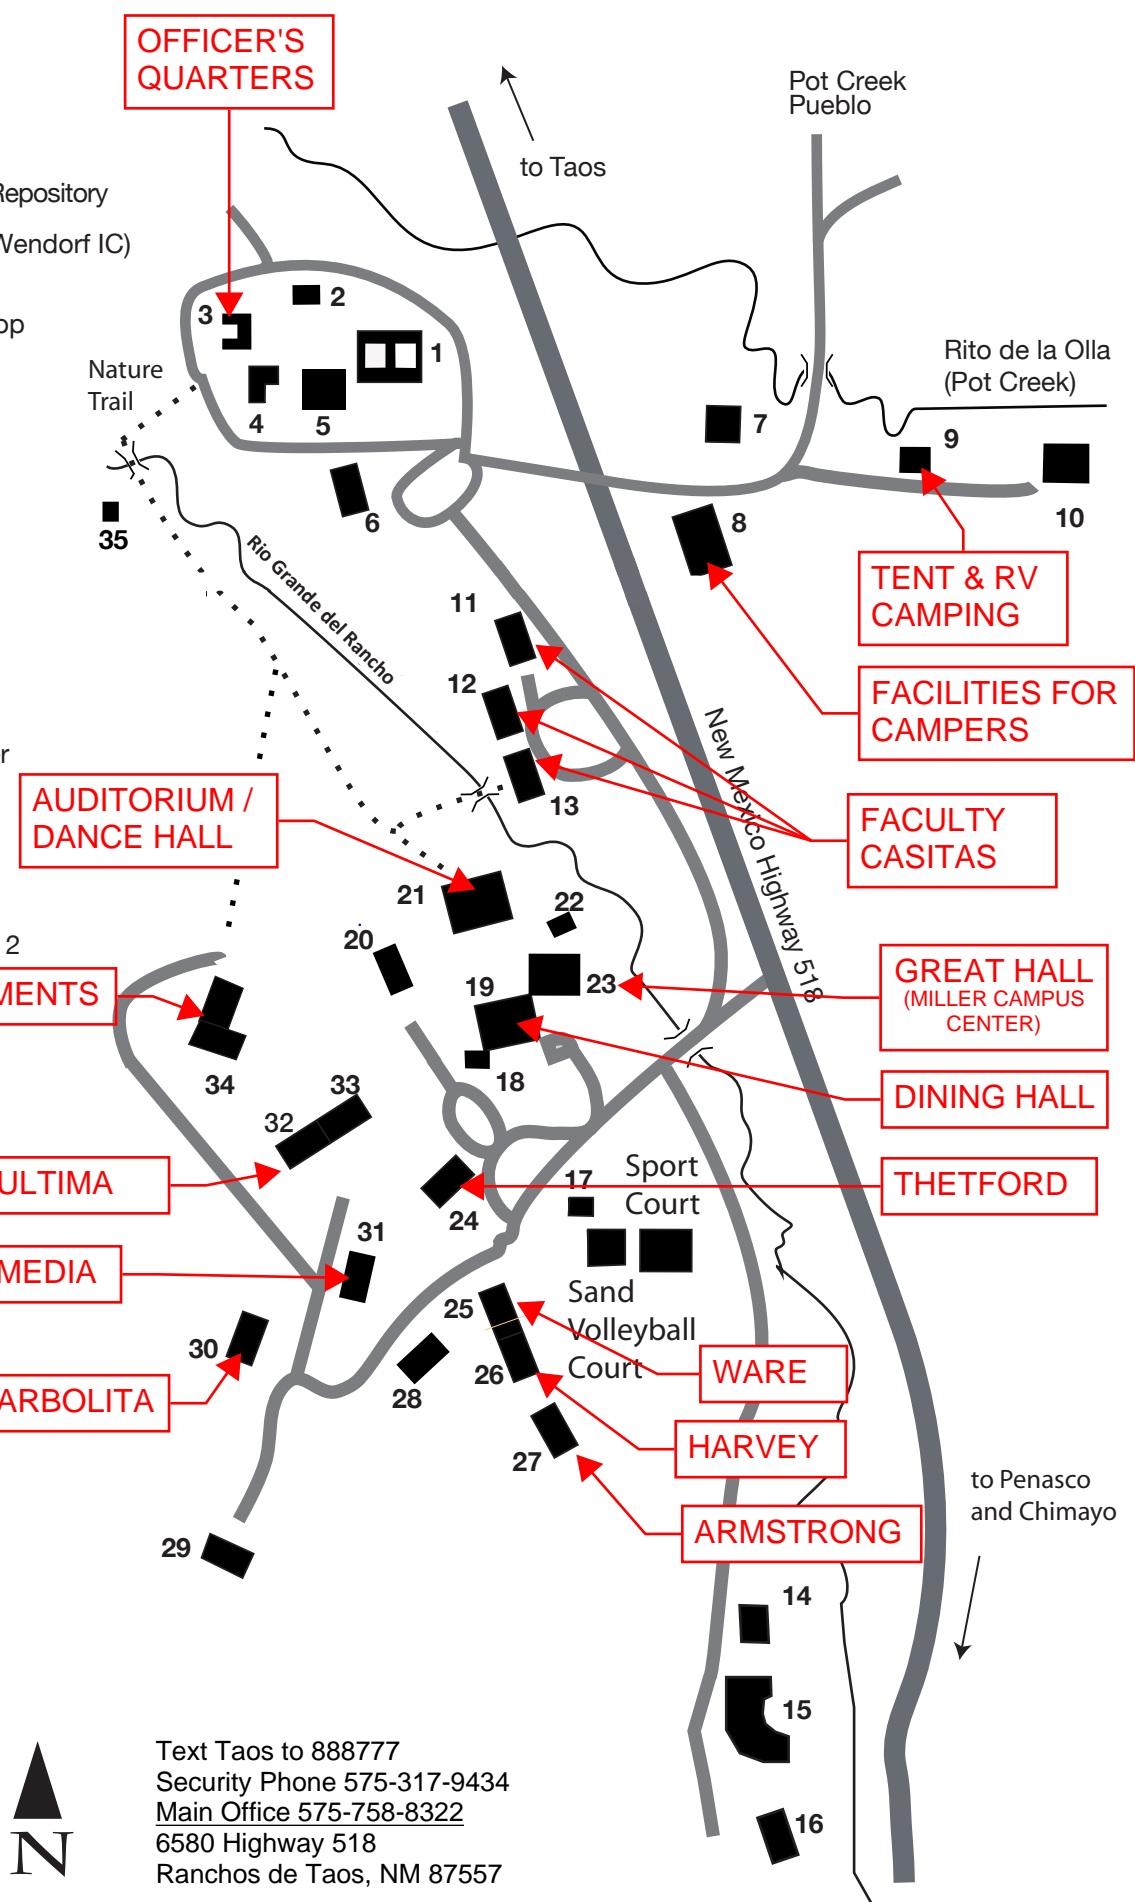 OFFICER'S
QUARTERS
Pot Creek
Pueblo
to Taos
Repository
Wendorf IC)
2
3
op
1
Rito de la Olla
(Pot Creek)
Nature
Trail
4
5
7
9
6
8
10
35
Rio Grande del Rancho
TENT & RV
CAMPING
11
12
FACILITIES FOR
CAMPERS
New Mexico Highway 518
13
AUDITORIUM /
DANCE HALL
FACULTY
CASITAS
21
22
20
2
23
GREAT HALL
(MILLER CAMPUS
CENTER)
MENTS
19
18
34
33
32
DINING HALL
ULTIMA
Sport
Court
17
THETFORD
24
31
MEDIA
25
Sand
Volleyball
Court
30
26
WARE
28
ARBOLITA
HARVEY
27
to Penasco
and Chimayo
ARMSTRONG
29
14
15
16
N
Text Taos to 888777
Security Phone 575-317-9434
Main Office 575-758-8322
6580 Highway 518
Ranchos de Taos, NM 87557